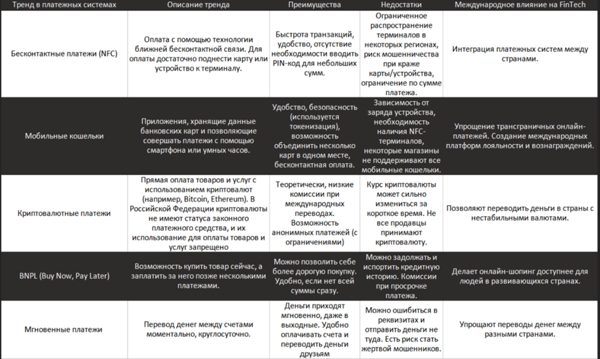 Тренд в платежных системах
Описание тренда
Преимущества
Недостатки
Международное влияние на FinTech
Бесконтактные платежи (NFC)
Оплата с помощью технологии
ближней бесконтактной связи. Для
оплаты достаточно поднести карту или
устройство к терминалу.
Быстрота транзакций,
удобство, отсутствие
необходимости вводить
PIN-код для небольших
сумм.
Ограниченное
распространение
терминалов в
некоторых регионах,
риск мошенничества
при краже
карты/устройства,
ограничение по сумме
платежа.
Интеграция платежных систем между
странами.
Мобильные кошельки
Приложения, хранящие данные
банковских карт и позволяющие
совершать платежи с помощью
смартфона или умных часов.
Удобство, безопасность
(используется
токенизация),
возможность
объединить несколько
карт в одном месте,
бесконтактная оплата.
Зависимость от
заряда устройства,
необходимость
наличия NFC-
терминалов,
некоторые магазины
не поддерживают все
мобильные кошельки.
Упрощение трансграничных онлайн-
платежей. Создание международных
платформ лояльности и вознаграждений.
Криптовалютные платежи
Прямая оплата товаров и услуг с
использованием криптовалют
(например, Bitcoin, Ethereum). В
Российской Федерации криптовалюты
не имеют статуса законного
платежного средства, и их
использование для оплаты товаров и
услуг запрещено
Теоретически, низкие
комиссии при
международных
переводах.
Возможность
анонимных платежей (с
ограничениями)
Курс криптовалюты
может сильно
измениться за
короткое время. Не
все продавцы
принимают
криптовалюту.
Позволяют переводить деньги в страны с
нестабильными валютами.
BNPL (Buy Now, Pay Later)
Возможность купить товар сейчас, а
заплатить за него позже несколькими
платежами.
Можно позволить себе
более дорогую покупку.
Удобно, если нет всей
суммы сразу.
Можно задолжать и
испортить кредитную
историю. Комиссии
при просрочке
платежа.
Делает онлайн-шопинг доступнее для
людей в развивающихся странах.
Мгновенные платежи
Перевод денег между счетами
моментально, круглосуточно.
Деньги приходят
мгновенно, даже в
выходные. Удобно
оплачивать счета и
переводить деньги
друзьям
Можно ошибиться в
реквизитах и
отправить деньги не
туда. Есть риск стать
жертвой мошенников.
Упрощают переводы денег между
разными странами.